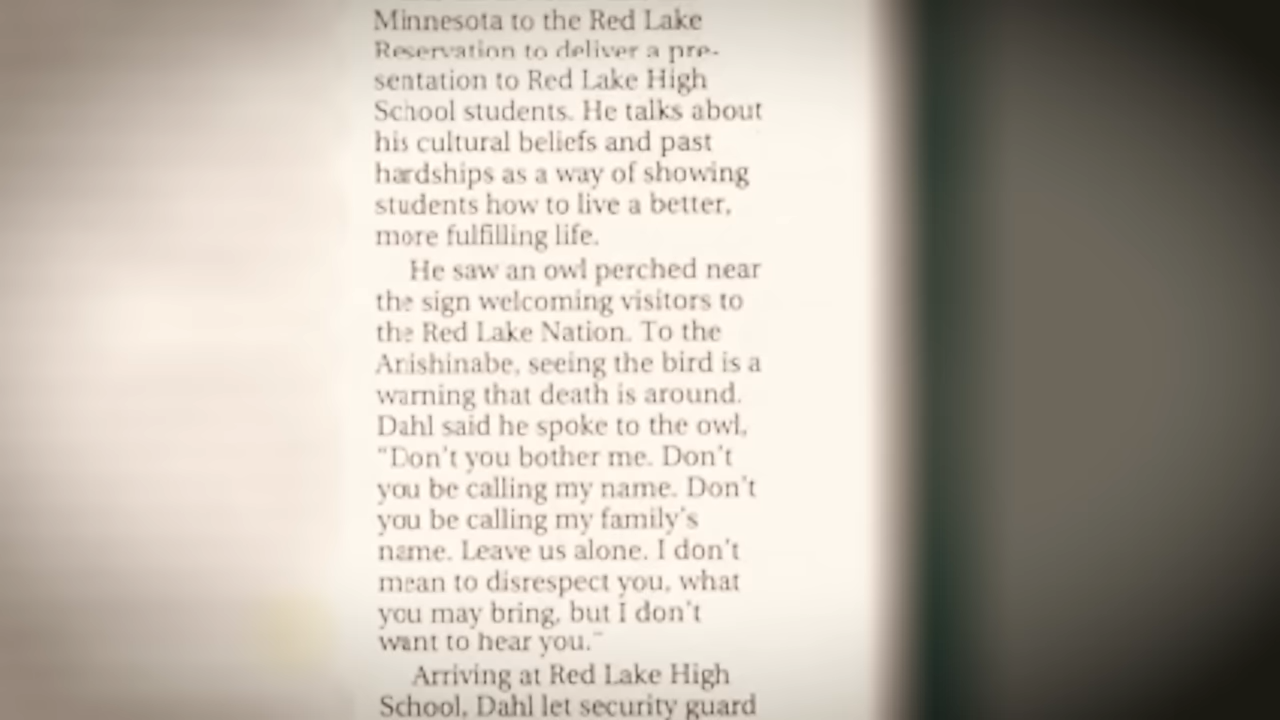 Minnesota to the Red Lake
Reservation to deliver a pre-
sentation to Red Lake High
School students. He talks about
his cultural beliefs and past
hardships as a way of showing
students how to live a better,
more fulfilling life.
He saw an owl perched near
the sign welcoming visitors to
the Red Lake Nation. To the
Anishinabe, seeing the bird is a
warning that death is around.
Dahl said he spoke to the owl,
“Don't you bother me. Don't
you be calling my name. Don't
you be calling my family's
name. Leave us alone. I don't
mean to disrespect you, what
you may bring, but I don't
want to hear you.”
Arriving at Red Lake High
School, Dahl let security guard